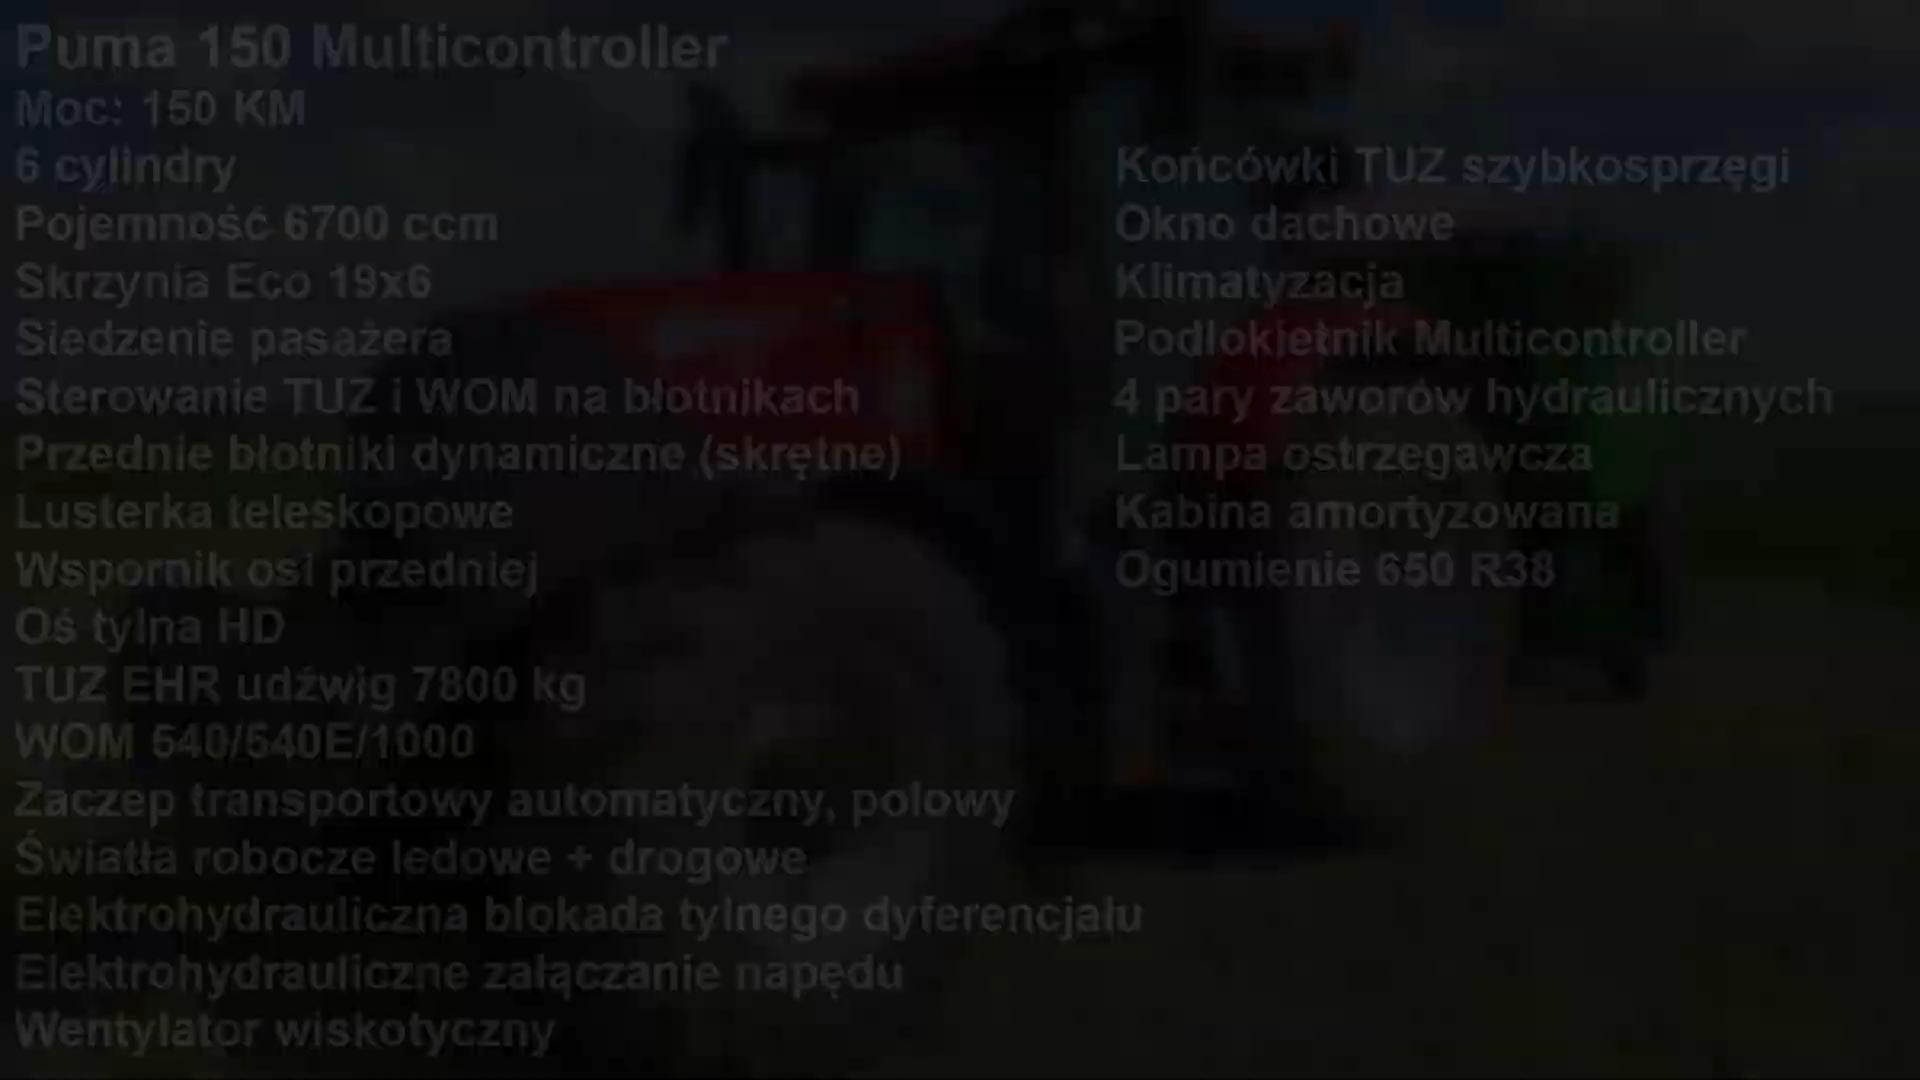 Puma 150 Multicontroller
Moc: 150 KM
6 cylindry
Pojemność 6700 ccm
Skrzynia Eco 19x6
Siedzenie pasażera
Sterowanie TUZ i WOM na błotnikach
Przednie błotniki dynamiczne (skrętne)
Lusterka teleskopowe
Wspornik osi przedniej
Oś tylna HD
TUZ EHR udźwig 7800 kg
WOM 540/540E/1000
Zaczep transportowy automatyczny, polowy
Światła robocze ledowe + drogowe
Elektrohydrauliczna blokada tylnego dyferencjału
Elektrohydrauliczne załączanie napędu
Wentylator wiskotyczny
Końcówki TUZ szybkosprzęgi
Okno dachowe
Klimatyzacja
Podłokietnik Multicontroller
4 pary zaworów hydraulicznych
Lampa ostrzegawcza
Kabina amortyzowana
Ogumienie 650 R38